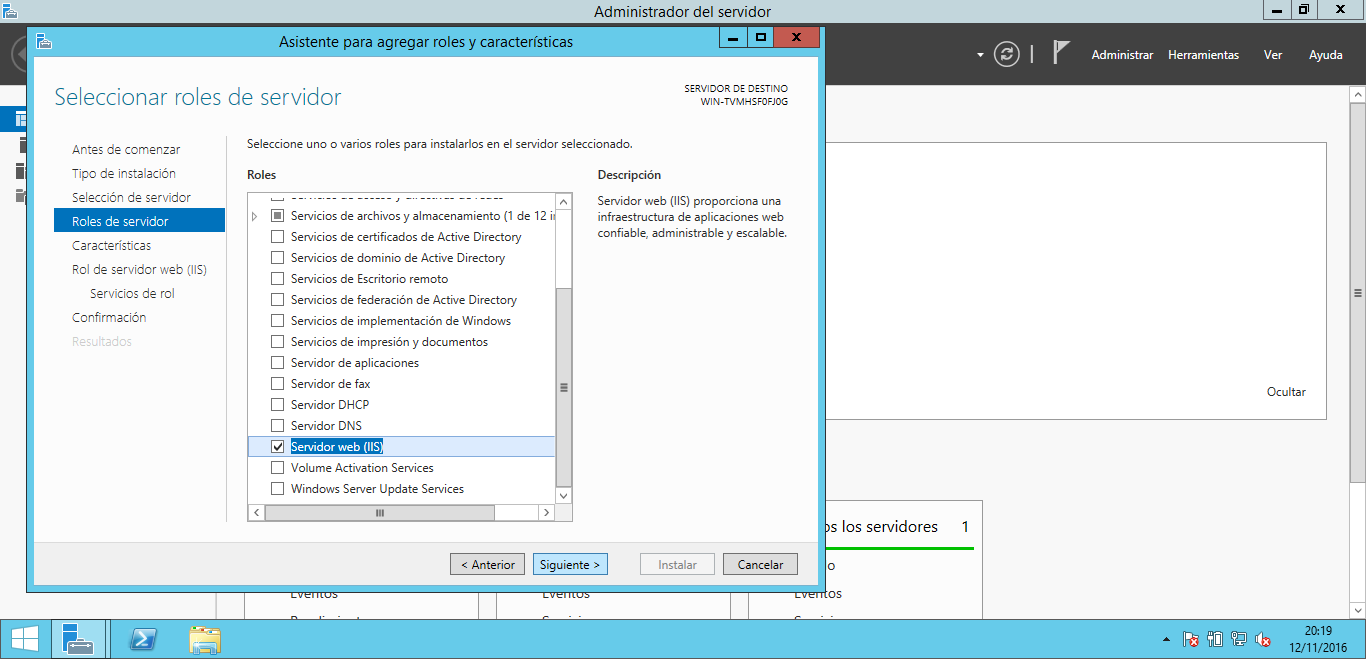 Administrador del servidor
Asistente para agregar roles y características
Administrar Herramientas Ver Ayuda
Seleccionar roles de servidor
SERVIDOR DE DESTINO
WIN-TVMHSF0FJ0G
Antes de comenzar
Tipo de instalación
Selección de servidor
Roles de servidor
Características
Rol de servidor web (IIS)
Servicios de rol
Confirmación
Resultados
Seleccione uno o varios roles para instalarlos en el servidor seleccionado.
Roles
Servicios de archivos y almacenamiento (1 de 12 in
Servicios de certificados de Active Directory
Servicios de dominio de Active Directory
Servicios de Escritorio remoto
Servicios de federación de Active Directory
Servicios de implementación de Windows
Servicios de impresión y documentos
Servidor de aplicaciones
Servidor de fax
Servidor DHCP
Servidor DNS
Servidor web (IIS)
Volume Activation Services
Windows Server Update Services
Descripción
Servidor web (IIS) proporciona una
infraestructura de aplicaciones web
confiable, administrable y escalable.
< Anterior Siguiente > Instalar Cancelar
Ocultar
os los servidores 1
o
Eventos Eventos Eventos
20:19
12/11/2016